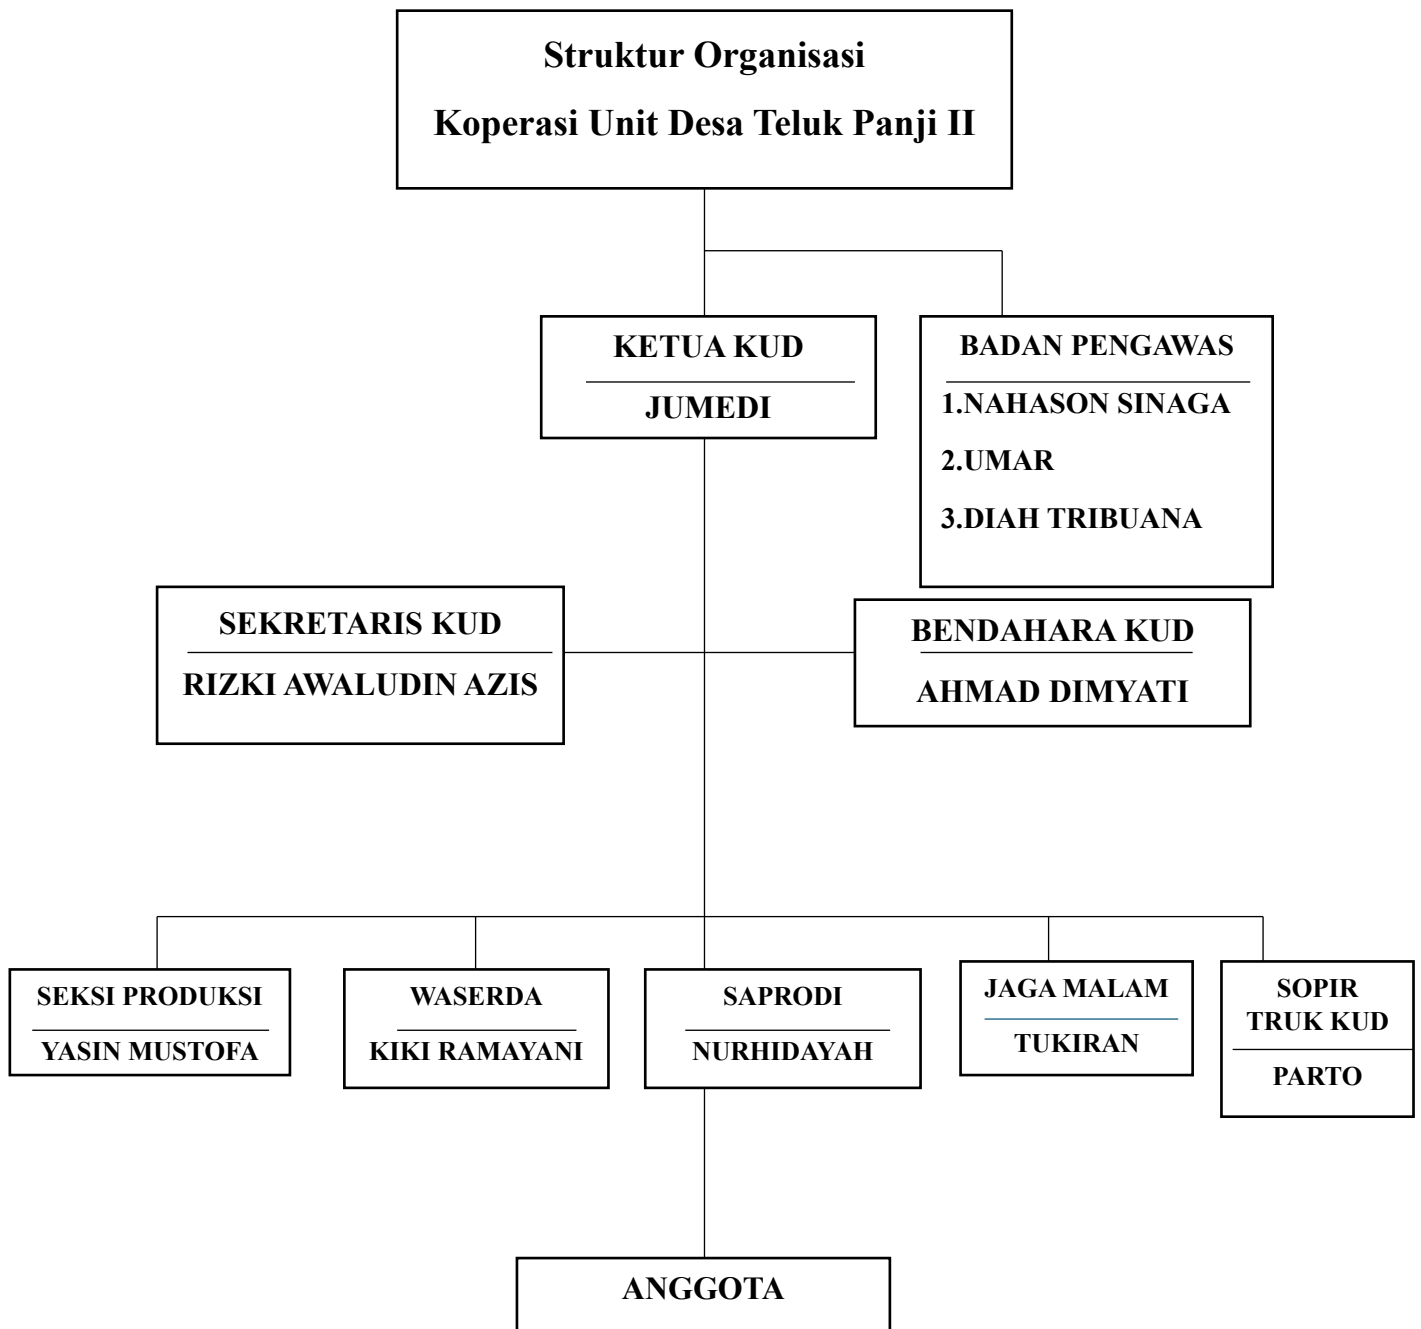 Struktur Organisasi
Koperasi Unit Desa Teluk Panji II
KETUA KUD
JUMEDI
BADAN PENGAWAS
1.NAHASON SINAGA
2.UMAR
3.DIAH TRIBUANA
SEKRETARIS KUD
RIZKI AWALUDIN AZIS
BENDAHARA KUD
AHMAD DIMYATI
SEKSI PRODUKSI
YASIN MUSTOFA
WASERDA
KIKI RAMAYANI
SAPRODI
NURHIDAYAH
JAGA MALAM
TUKIRAN
SOPIR
TRUK KUD
PARTO
ANGGOTA